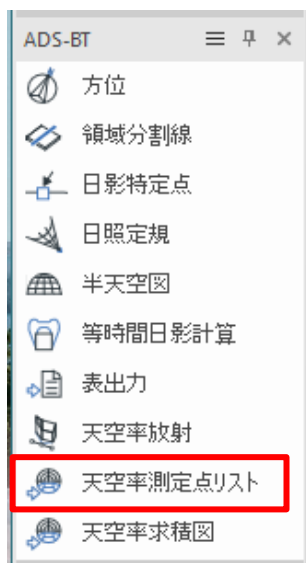 ADS-BT
方位
領域分割線
日影特定点
日照定規
半天空図
等時間日影計算
表出力
天空率放射
天空率測定点リスト
天空率求積図